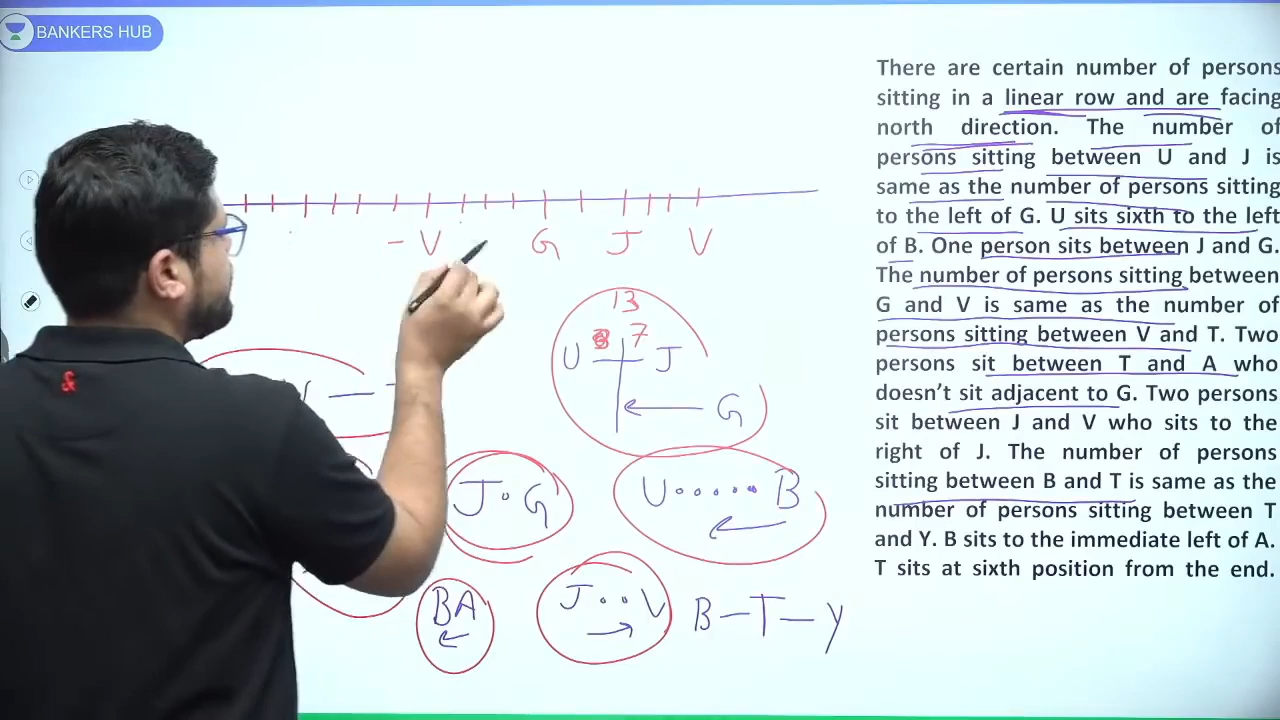 BANKERS HUB
There are certain number of persons
sitting in a linear row and are facing
north direction. The number of
persons sitting between U and J is
same as the number of persons sitting
to the left of G. U sits sixth to the left
of B. One person sits between J and G.
The number of persons sitting between
G and V is same as the number of
persons sitting between V and T. Two
persons sit between T and A who
doesn't sit adjacent to G. Two persons
sit between J and V who sits to the
right of J. The number of persons
sitting between B and T is same as the
number of persons sitting between T
and Y. B sits to the immediate left of A.
T sits at sixth position from the end.
– V G J V
13
7
U J
G
J • G
U • • • • • B
BA
J • • V
B – T – Y